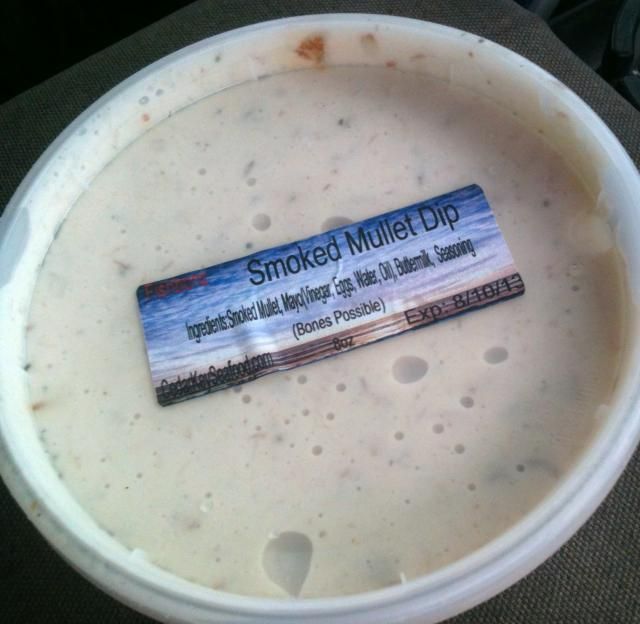 Smoked Mullet Dip
Ingredients:Smoked Mullet, Mayo(Vinegar, Eggs, Water, Oil), Buttermilk, Seasoning
(Bones Possible)
8oz
Exp: 8/10/13
CedarKeySeafood.com